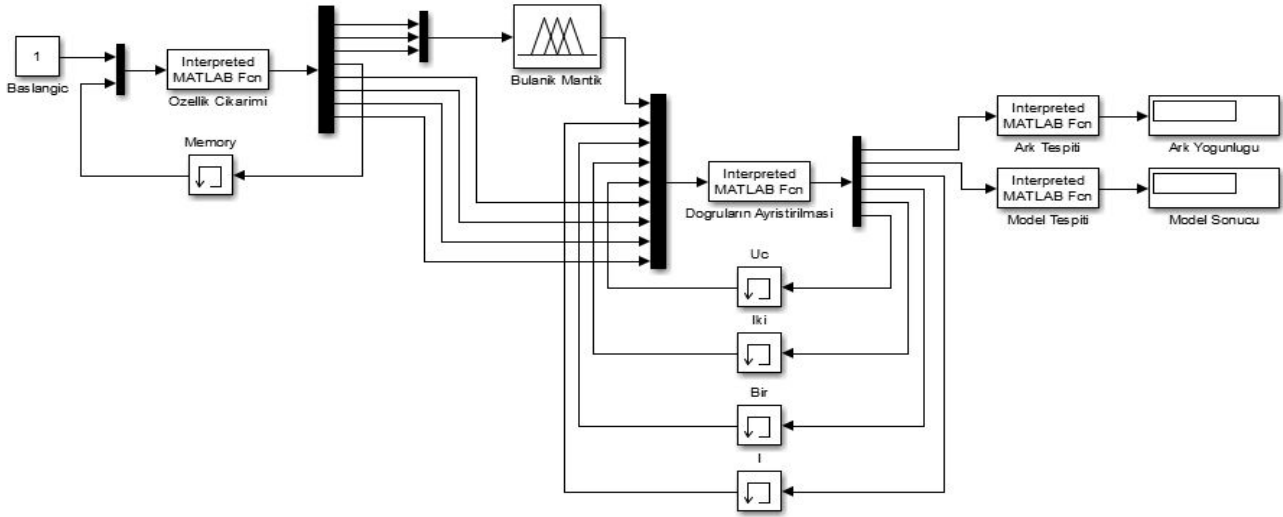 1
Baslangic
Interpreted
MATLAB Fcn
Ozellik Cikarimi
Memory
Bulanik Mantik
Interpreted
MATLAB Fcn
Dogruların Ayristirilmasi
Interpreted
MATLAB Fcn
Ark Tespiti
Ark Yogunlugu
Interpreted
MATLAB Fcn
Model Tespiti
Model Sonucu
Uc
Iki
Bir
I